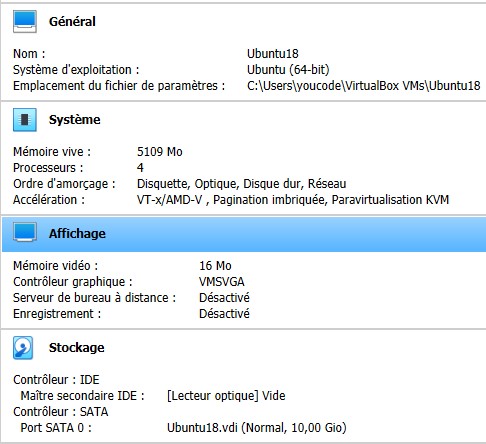 Général
Nom : Ubuntu18
Système d'exploitation : Ubuntu (64-bit)
Emplacement du fichier de paramètres : C:\Users\youcode\VirtualBox VMs\Ubuntu18
Système
Mémoire vive : 5109 Mo
Processeurs : 4
Ordre d'amorçage : Disquette, Optique, Disque dur, Réseau
Accélération : VT-x/AMD-V , Pagination imbriquée, Paravirtualisation KVM
Affichage
Mémoire vidéo : 16 Mo
Contrôleur graphique : VMSVGA
Serveur de bureau à distance : Désactivé
Enregistrement : Désactivé
Stockage
Contrôleur : IDE
Maître secondaire IDE : [Lecteur optique] Vide
Contrôleur : SATA
Port SATA 0 : Ubuntu18.vdi (Normal, 10,00 Gio)